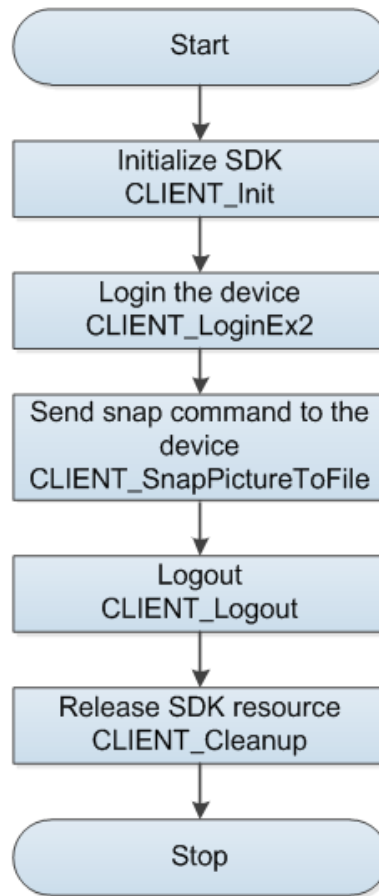 Start
Initialize SDK
CLIENT_Init
Login the device
CLIENT_LoginEx2
Send snap command to the
device
CLIENT_SnapPictureToFile
Logout
CLIENT_Logout
Release SDK resource
CLIENT_Cleanup
Stop